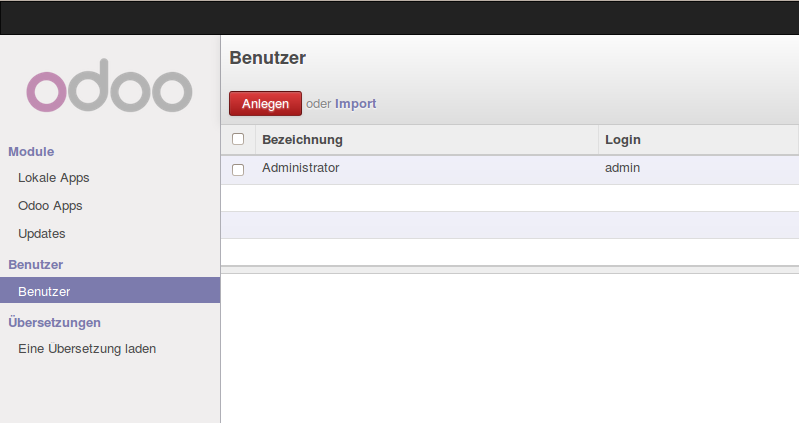 odoo
Module
Lokale Apps
Odoo Apps
Updates
Benutzer
Benutzer
Übersetzungen
Eine Übersetzung laden
Benutzer
Anlegen oder Import
Bezeichnung Login
Administrator admin